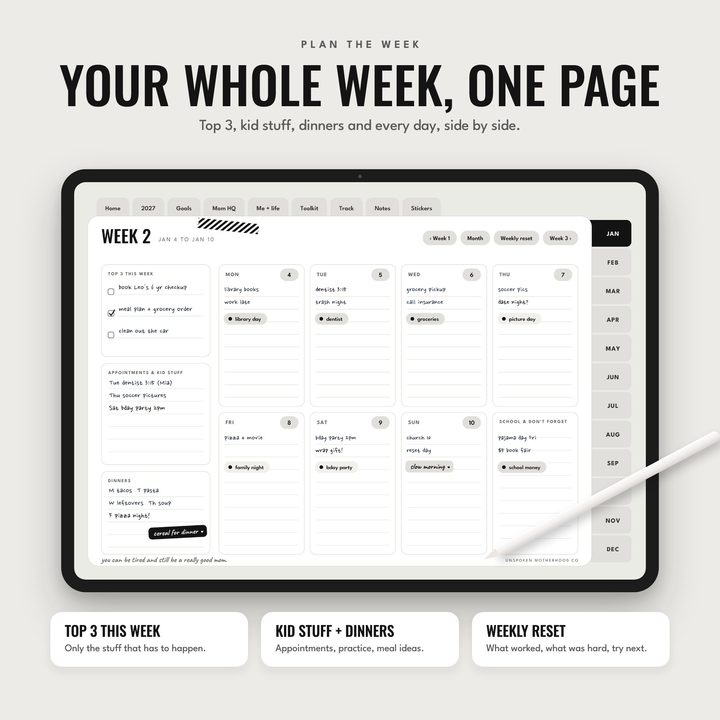 PLAN THE WEEK
YOUR WHOLE WEEK, ONE PAGE
Top 3, kid stuff, dinners and every day, side by side.
Home
2027
Goals
Mom HQ
Me + life
Toolkit
Track
Notes
Stickers
WEEK 2
JAN 4 TO JAN 10
‹ Week 1
Month
Weekly reset
Week 3 ›
TOP 3 THIS WEEK
book Leo's 6 yr checkup
meal plan + grocery order
clean out the car
APPOINTMENTS & KID STUFF
Tue dentist 3:15 (Mia)
Thu soccer pictures
Sat bday party 2pm
DINNERS
M tacos T pasta
W leftovers Th soup
F pizza night!
cereal for dinner
MON 4
library books
work late
library day
TUE 5
dentist 3:15
trash night
dentist
WED 6
grocery pickup
call insurance
groceries
THU 7
soccer pics
date night?
picture day
FRI 8
pizza + movie
family night
SAT 9
bday party 2pm
wrap gift!
bday party
SUN 10
church 10
reset day
slow morning
SCHOOL & DON'T FORGET
pajama day fri
book fair
school money
you can be tired and still be a really good mom.
UNSPOKEN MOTHERHOOD CO
JAN
FEB
MAR
APR
MAY
JUN
JUL
AUG
SEP
NOV
DEC
TOP 3 THIS WEEK
Only the stuff that has to happen.
KID STUFF + DINNERS
Appointments, practice, meal ideas.
WEEKLY RESET
What worked, what was hard, try next.